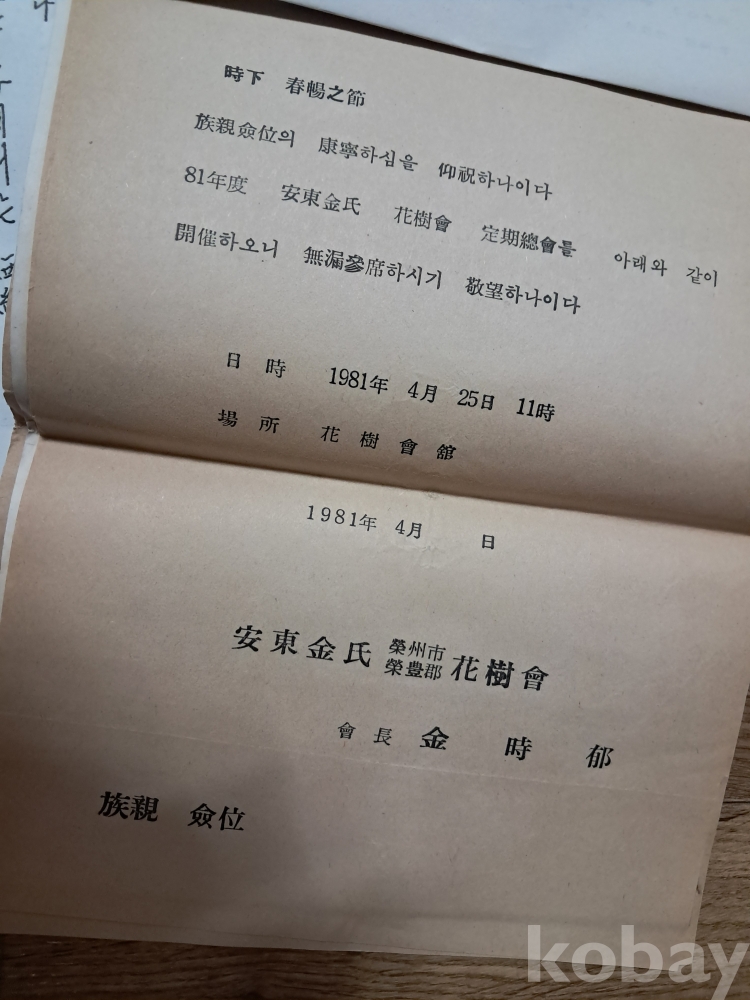 時下 春暢之節
族親僉位의 康寧하심을 仰祝하나이다
81年度 安東金氏 花樹會 定期總會를 아래와 같이
開催하오니 無漏參席하시기 敬望하나이다
日時 1981年 4月 25日 11時
場所 花樹會舘
1981年 4月 日
安東金氏 榮州市 榮豊郡 花樹會
會長 金時郁
族親 僉位
kobay